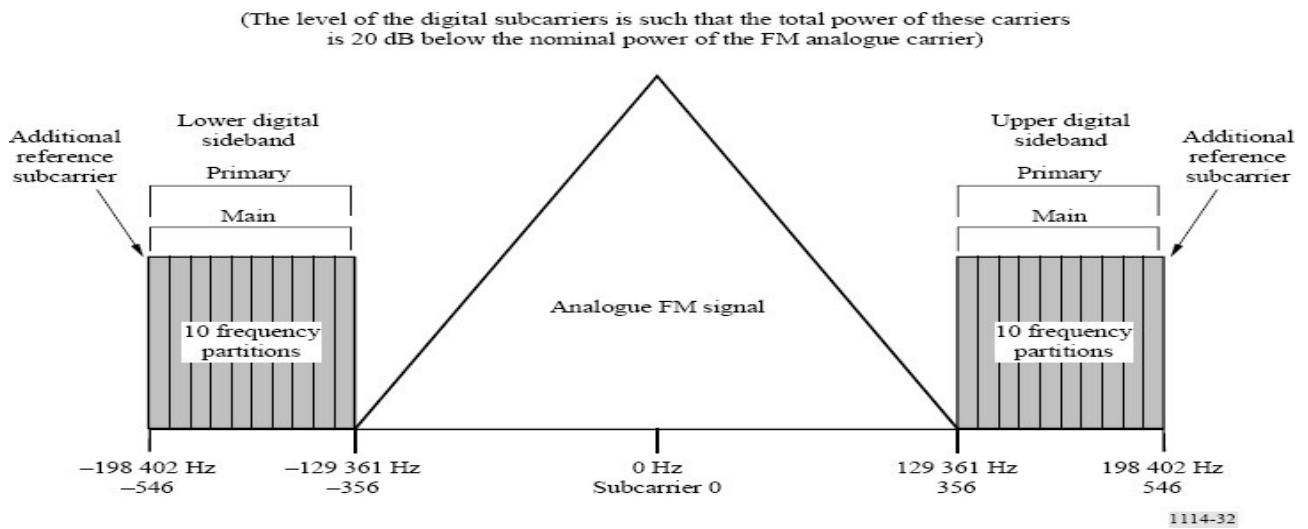 (The level of the digital subcarriers is such that the total power of these carriers
is 20 dB below the nominal power of the FM analogue carrier)
Additional
reference
subcarrier
Lower digital
sideband
Primary
Main
Upper digital
sideband
Primary
Main
Additional
reference
subcarrier
Analogue FM signal
10 frequency
partitions
10 frequency
partitions
–198 402 Hz
–546
–129 361 Hz
–356
0 Hz
Subcarrier 0
129 361 Hz
356
198 402 Hz
546
1114-32